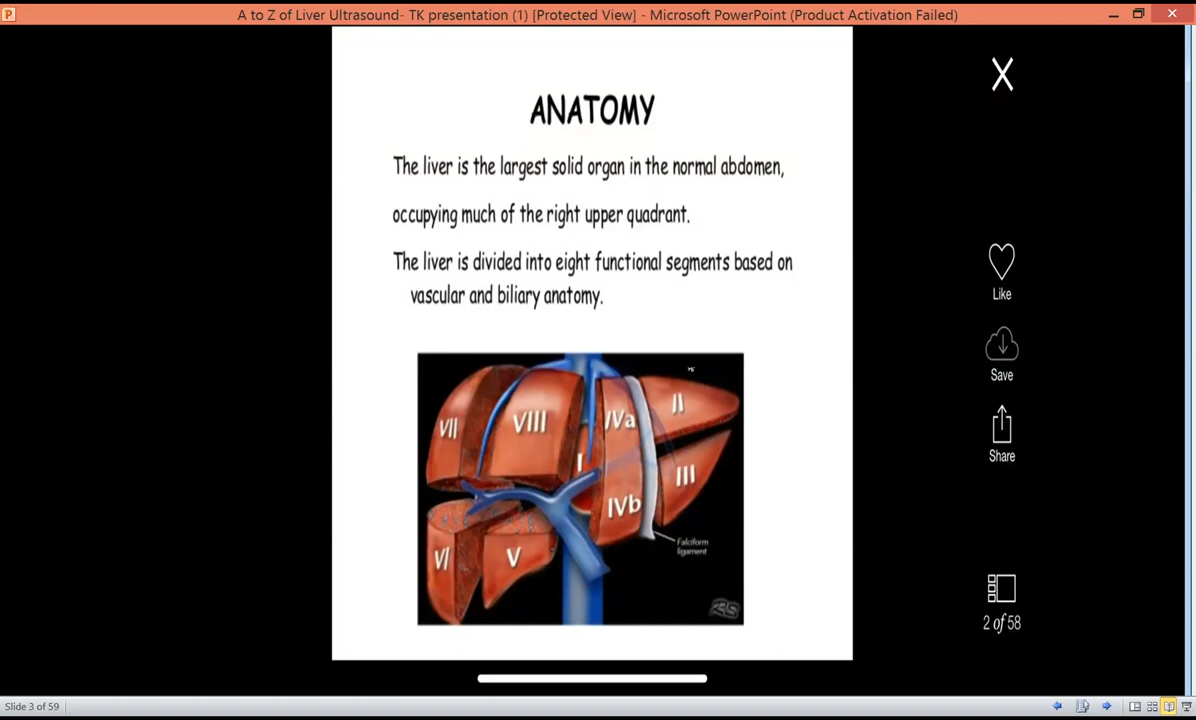 A to Z of Liver Ultrasound- TK presentation (1) [Protected View] - Microsoft PowerPoint (Product Activation Failed)
ANATOMY
The liver is the largest solid organ in the normal abdomen,
occupying much of the right upper quadrant.
The liver is divided into eight functional segments based on
vascular and biliary anatomy.
VII
VIII
I
IVa
II
III
IVb
VI
V
Falciform
ligament
Like
Save
Share
2 of 58
Slide 3 of 59